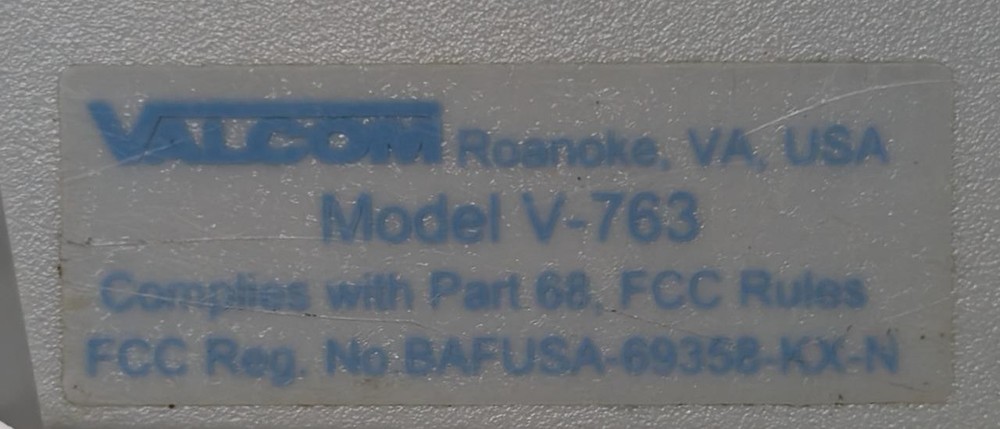 VALCOM Roanoke, VA, USA
Model V-763
Complies with Part 68, FCC Rules
FCC Reg. No.BAFUSA-69358-KX-N